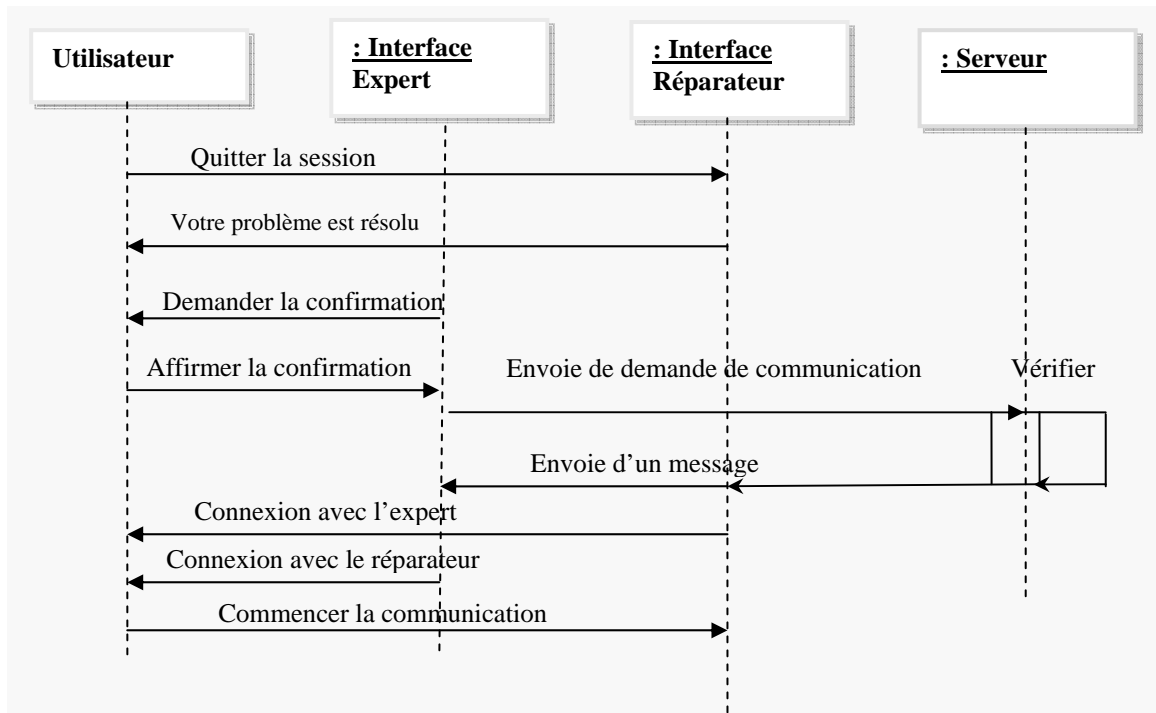 Utilisateur
: Interface
Expert
: Interface
Réparateur
: Serveur
Quitter la session
Votre problème est résolu
Demander la confirmation
Affirmer la confirmation
Envoie de demande de communication
Vérifier
Envoie d’un message
Connexion avec l’expert
Connexion avec le réparateur
Commencer la communication